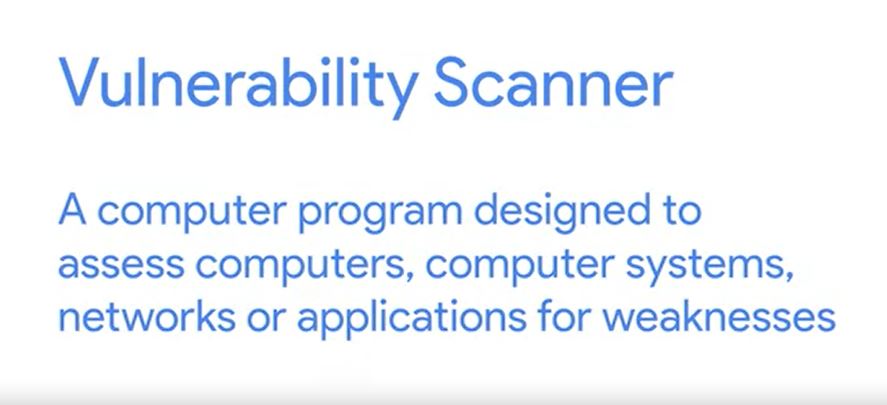 Vulnerability Scanner
A computer program designed to
assess computers, computer systems,
networks or applications for weaknesses